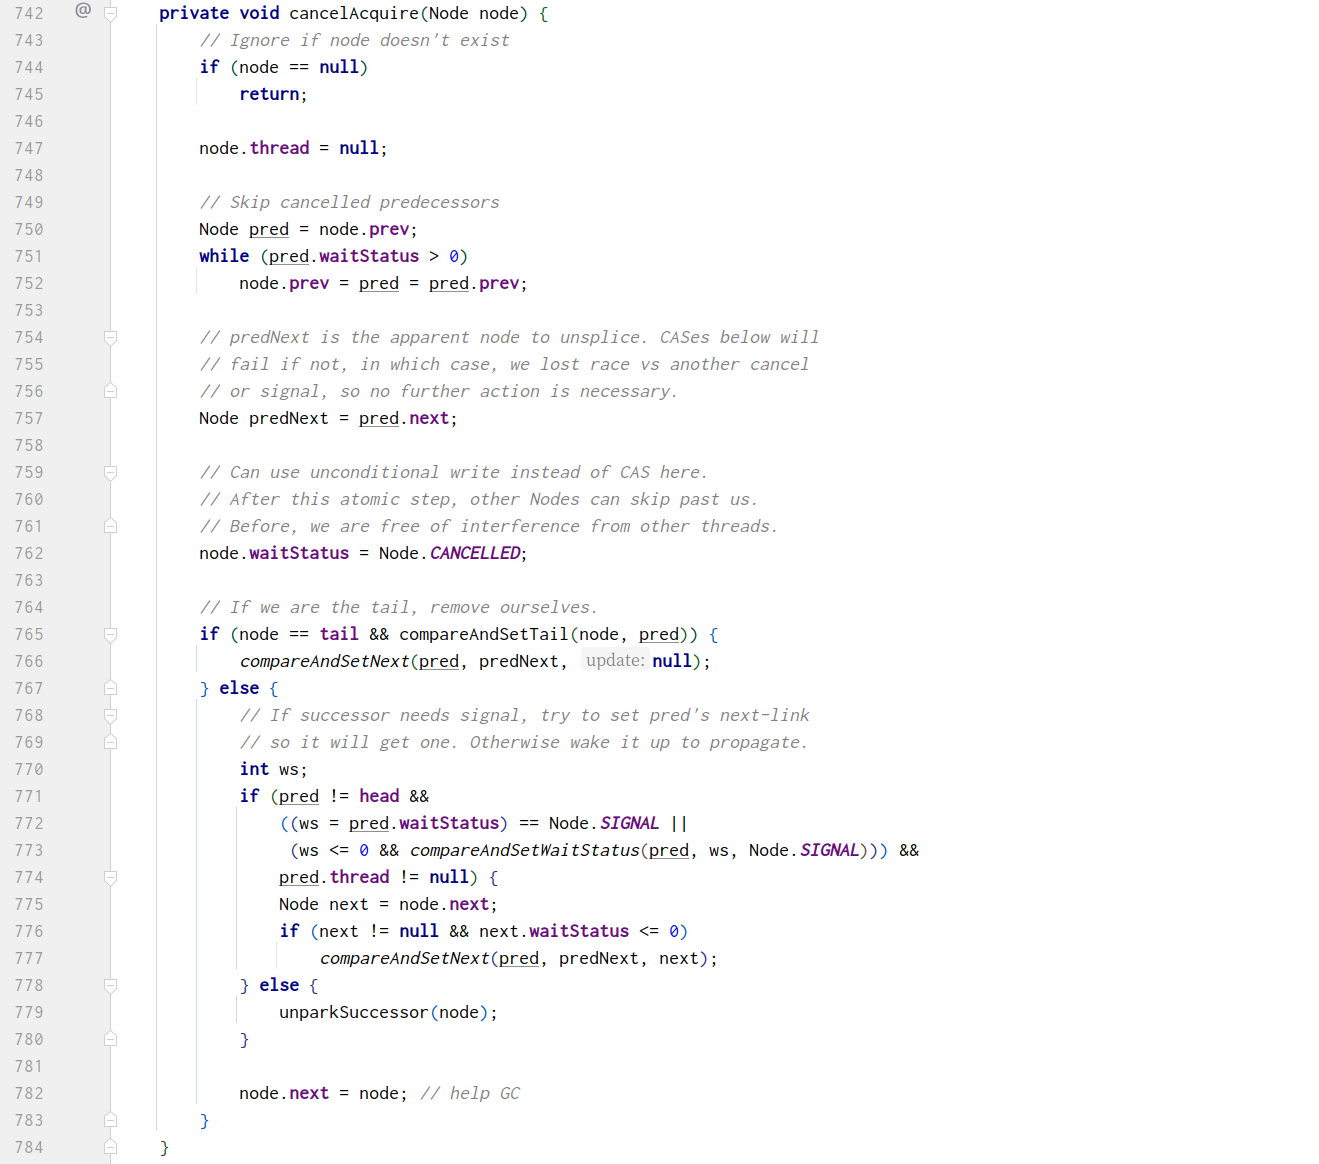 742 @ private void cancelAcquire(Node node) {
743 // Ignore if node doesn't exist
744 if (node == null)
745 return;
746
747 node.thread = null;
748
749 // Skip cancelled predecessors
750 Node pred = node.prev;
751 while (pred.waitStatus > 0)
752 node.prev = pred = pred.prev;
753
754 // predNext is the apparent node to unsplice. CASes below will
755 // fail if not, in which case, we lost race vs another cancel
756 // or signal, so no further action is necessary.
757 Node predNext = pred.next;
758
759 // Can use unconditional write instead of CAS here.
760 // After this atomic step, other Nodes can skip past us.
761 // Before, we are free of interference from other threads.
762 node.waitStatus = Node.CANCELLED;
763
764 // If we are the tail, remove ourselves.
765 if (node == tail && compareAndSetTail(node, pred)) {
766 compareAndSetNext(pred, predNext, update: null);
767 } else {
768 // If successor needs signal, try to set pred's next-link
769 // so it will get one. Otherwise wake it up to propagate.
770 int ws;
771 if (pred != head &&
772 ((ws = pred.waitStatus) == Node.SIGNAL ||
773 (ws <= 0 && compareAndSetWaitStatus(pred, ws, Node.SIGNAL))) &&
774 pred.thread != null) {
775 Node next = node.next;
776 if (next != null && next.waitStatus <= 0)
777 compareAndSetNext(pred, predNext, next);
778 } else {
779 unparkSuccessor(node);
780 }
781
782 node.next = node; // help GC
783 }
784 }